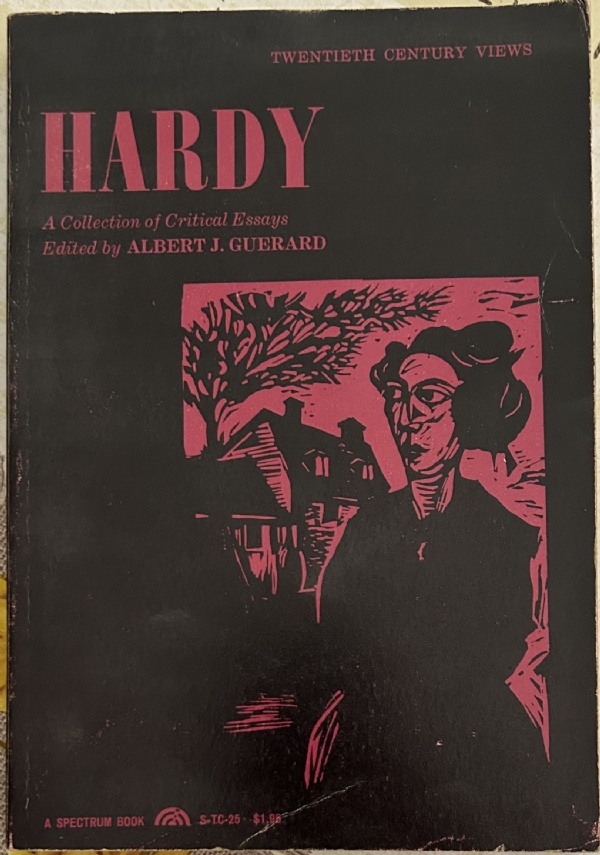 TWENTIETH CENTURY VIEWS
HARDY
A Collection of Critical Essays
Edited by ALBERT J. GUERARD
A SPECTRUM BOOK S-TC-25 $1.95